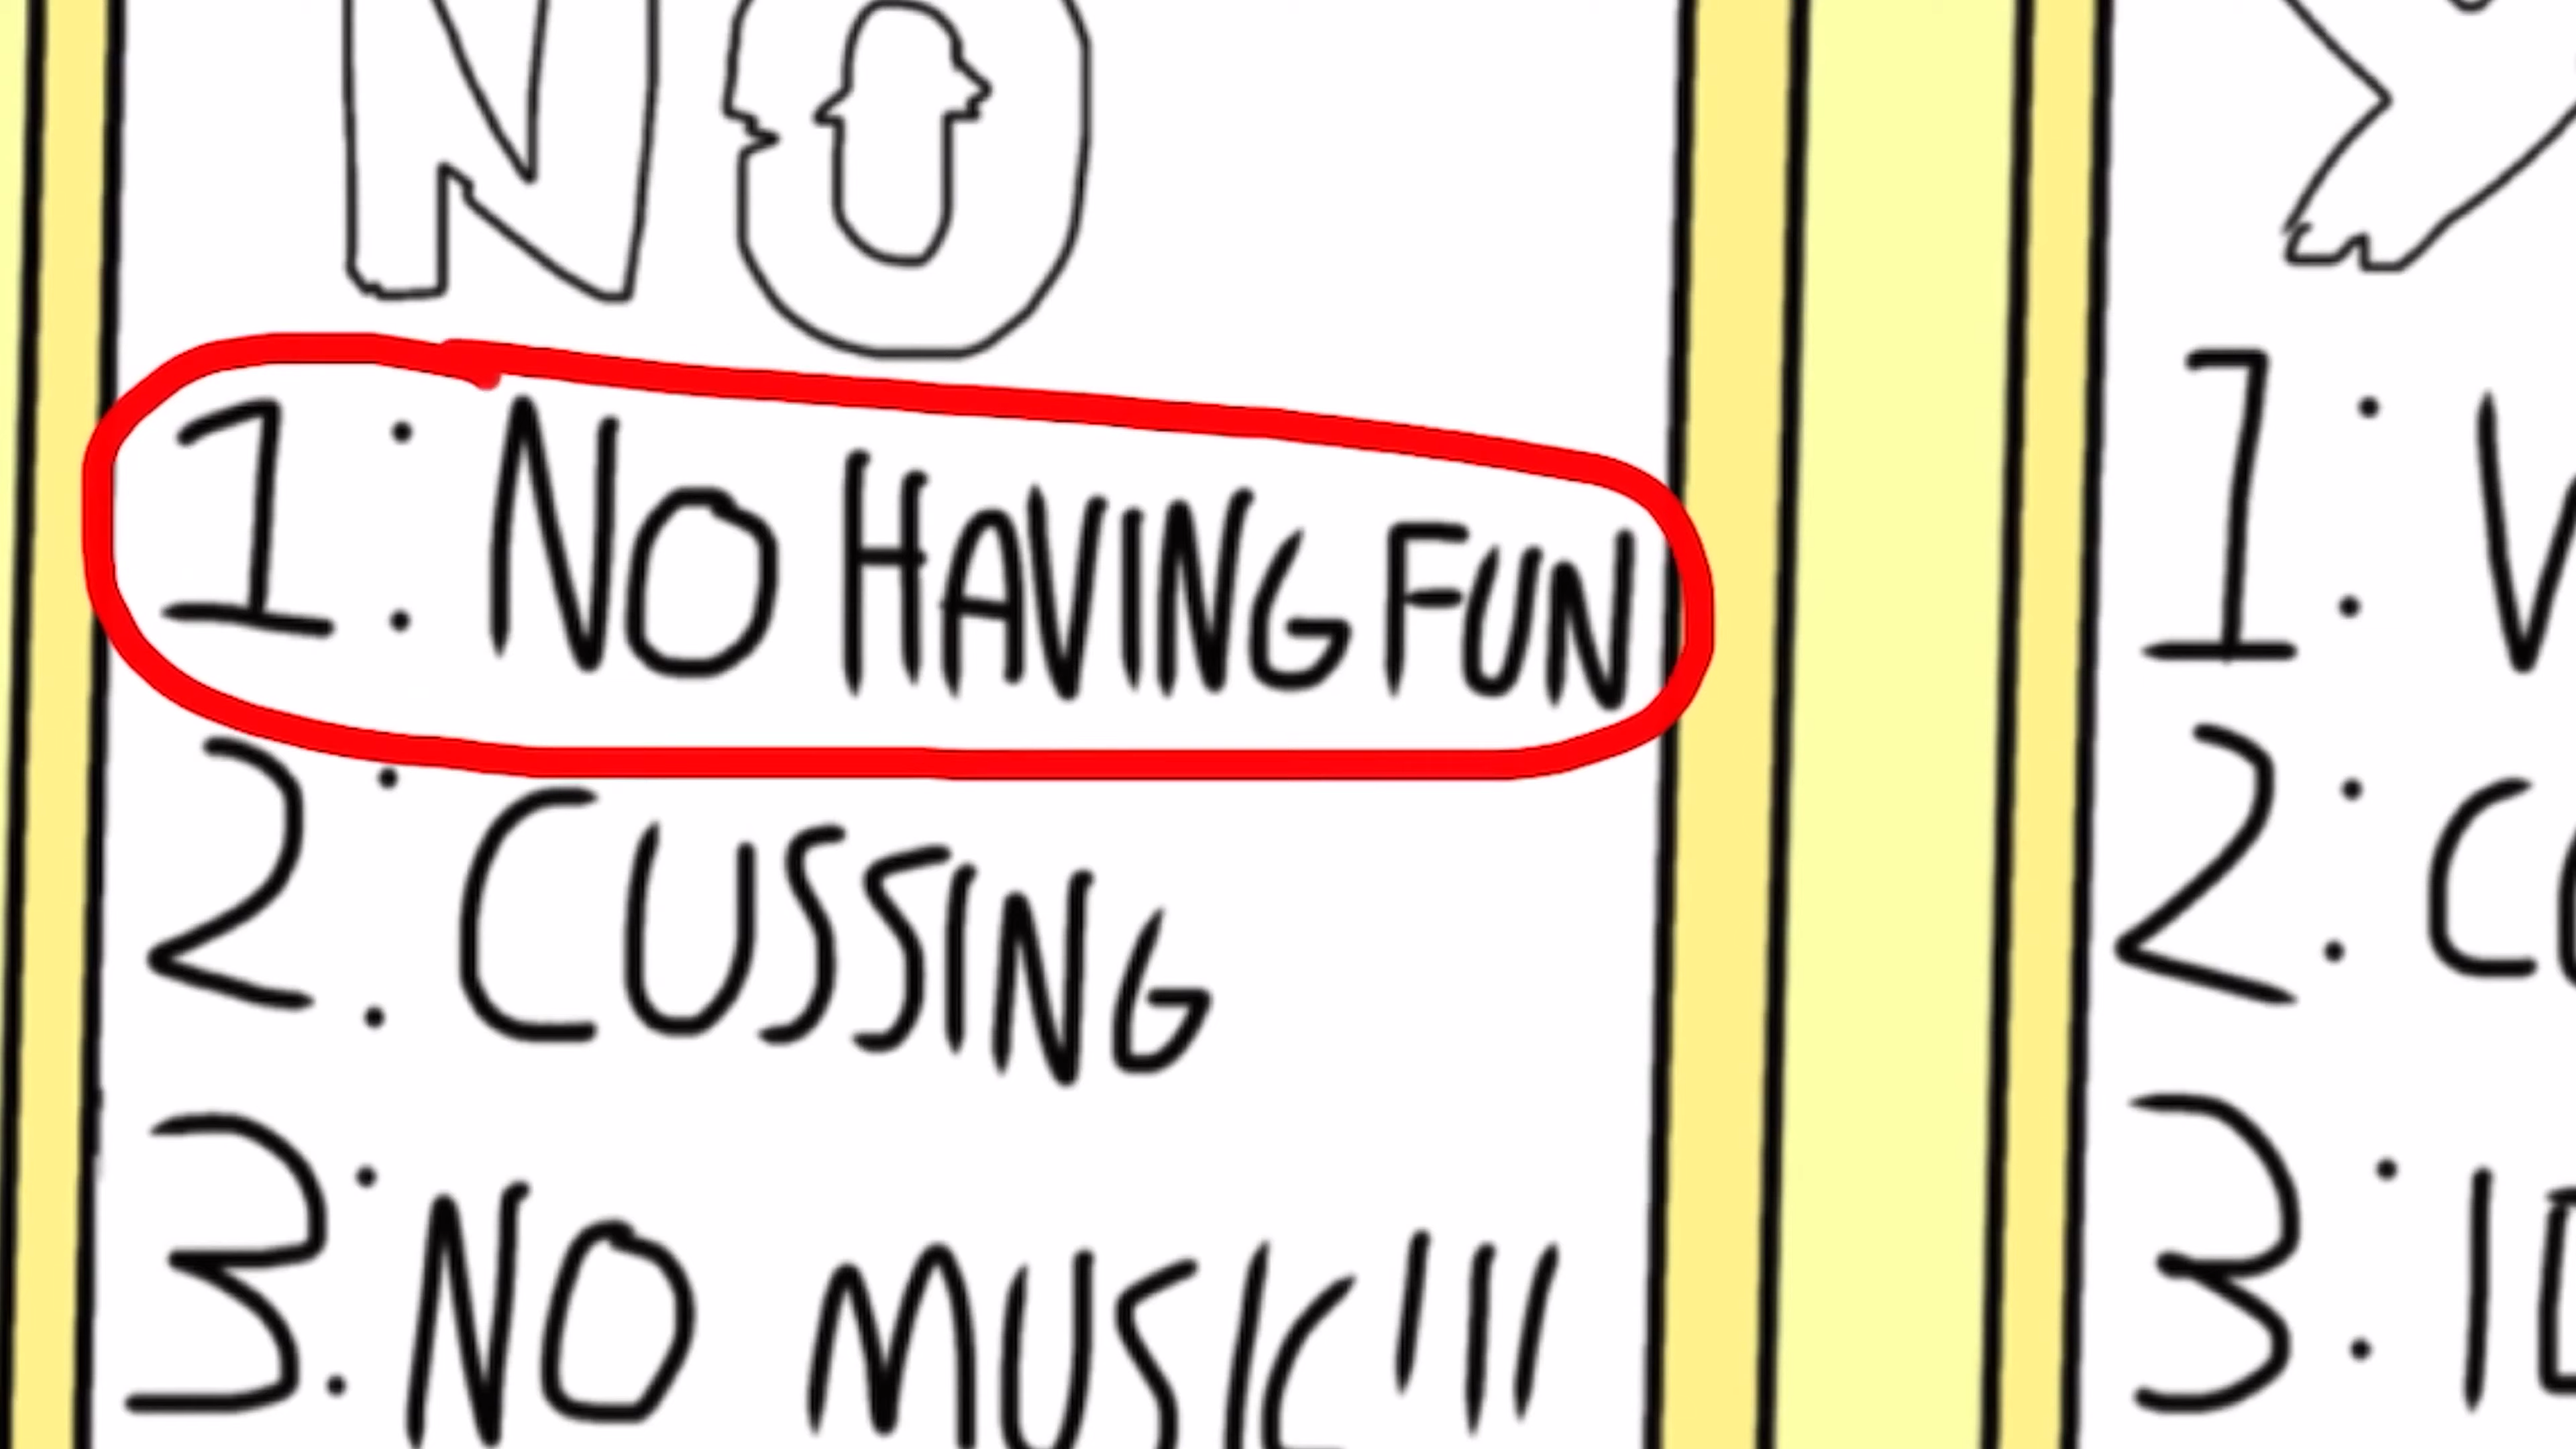 NO
1: NO HAVING FUN
2: CUSSING
3: NO MUSIC!!!
1:
2:
3: